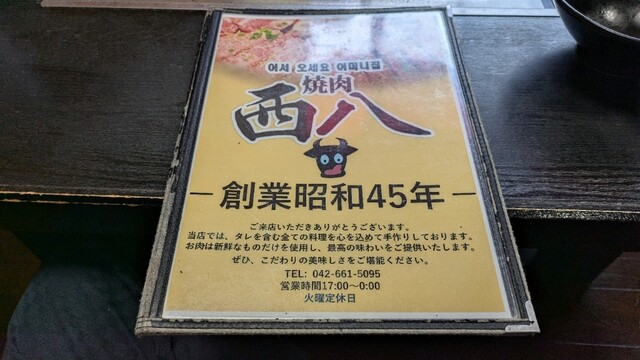 어서 오세요 어머니집
焼肉
西八
創業昭和45年
ご来店いただきありがとうございます。
当店では、タレを含む全ての料理を心を込めて手作りしております。
お肉は新鮮なものだけを使用し、最高の味わいをご提供いたします。
ぜひ、こだわりの美味しさをご堪能ください。
TEL: 042-661-5095
営業時間17:00〜0:00
火曜定休日